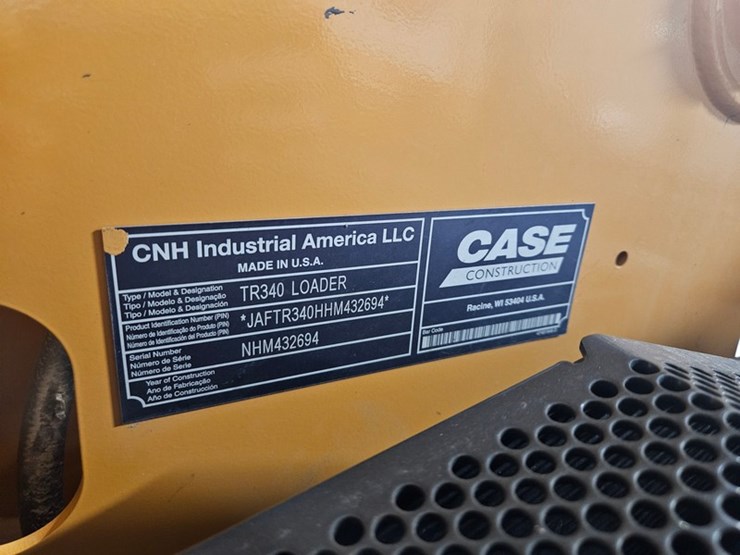 CNH Industrial America LLC
MADE IN U.S.A.
Type / Model & Designation
Tipo / Modelo & Designação
Tipo / Modelo & Designación
TR340 LOADER
Product Identification Number (PIN)
Número de Identificação do Produto (PIN)
Número de Identificación del Producto (PIN)
*JAFTR340HHM432694*
Serial Number
Número de Série
Número de Serie
NHM432694
Year of Construction
Ano de Fabricação
Año de Construcción
CASE
CONSTRUCTION
Racine, WI 53404 U.S.A.
Bar Code